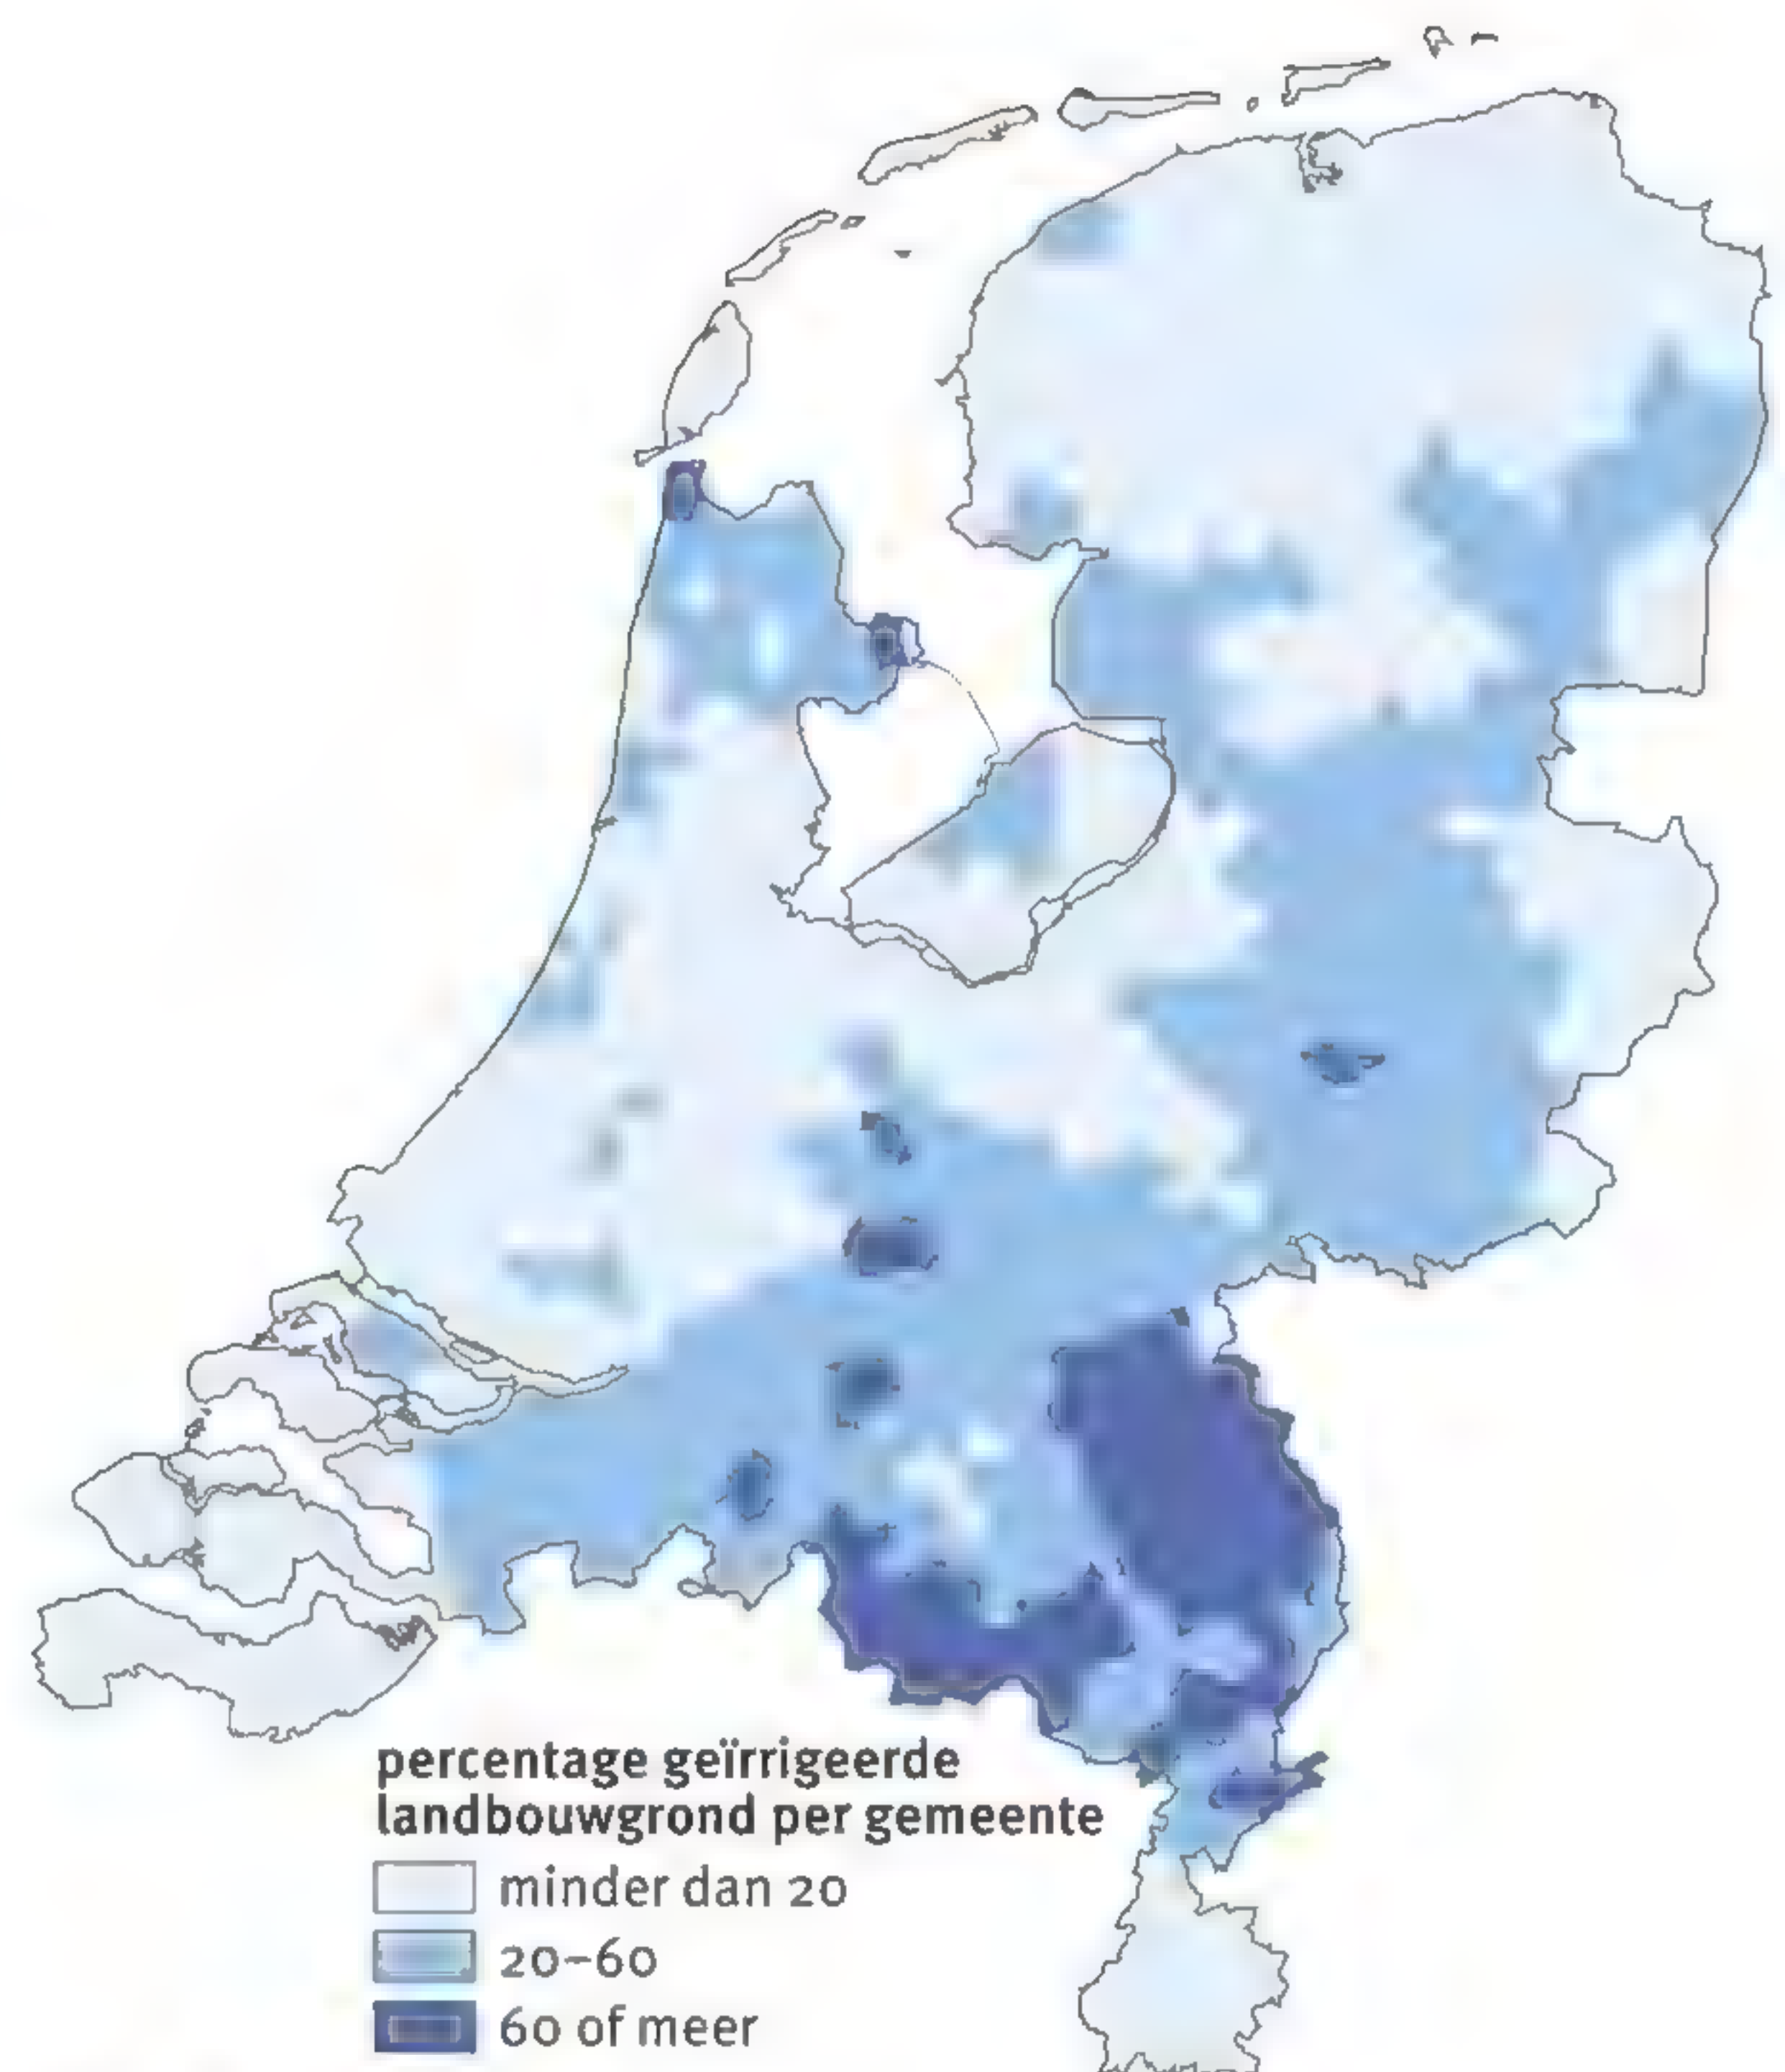 percentage geïrrigeerde
landbouwgrond per gemeente
minder dan 20
20–60
60 of meer